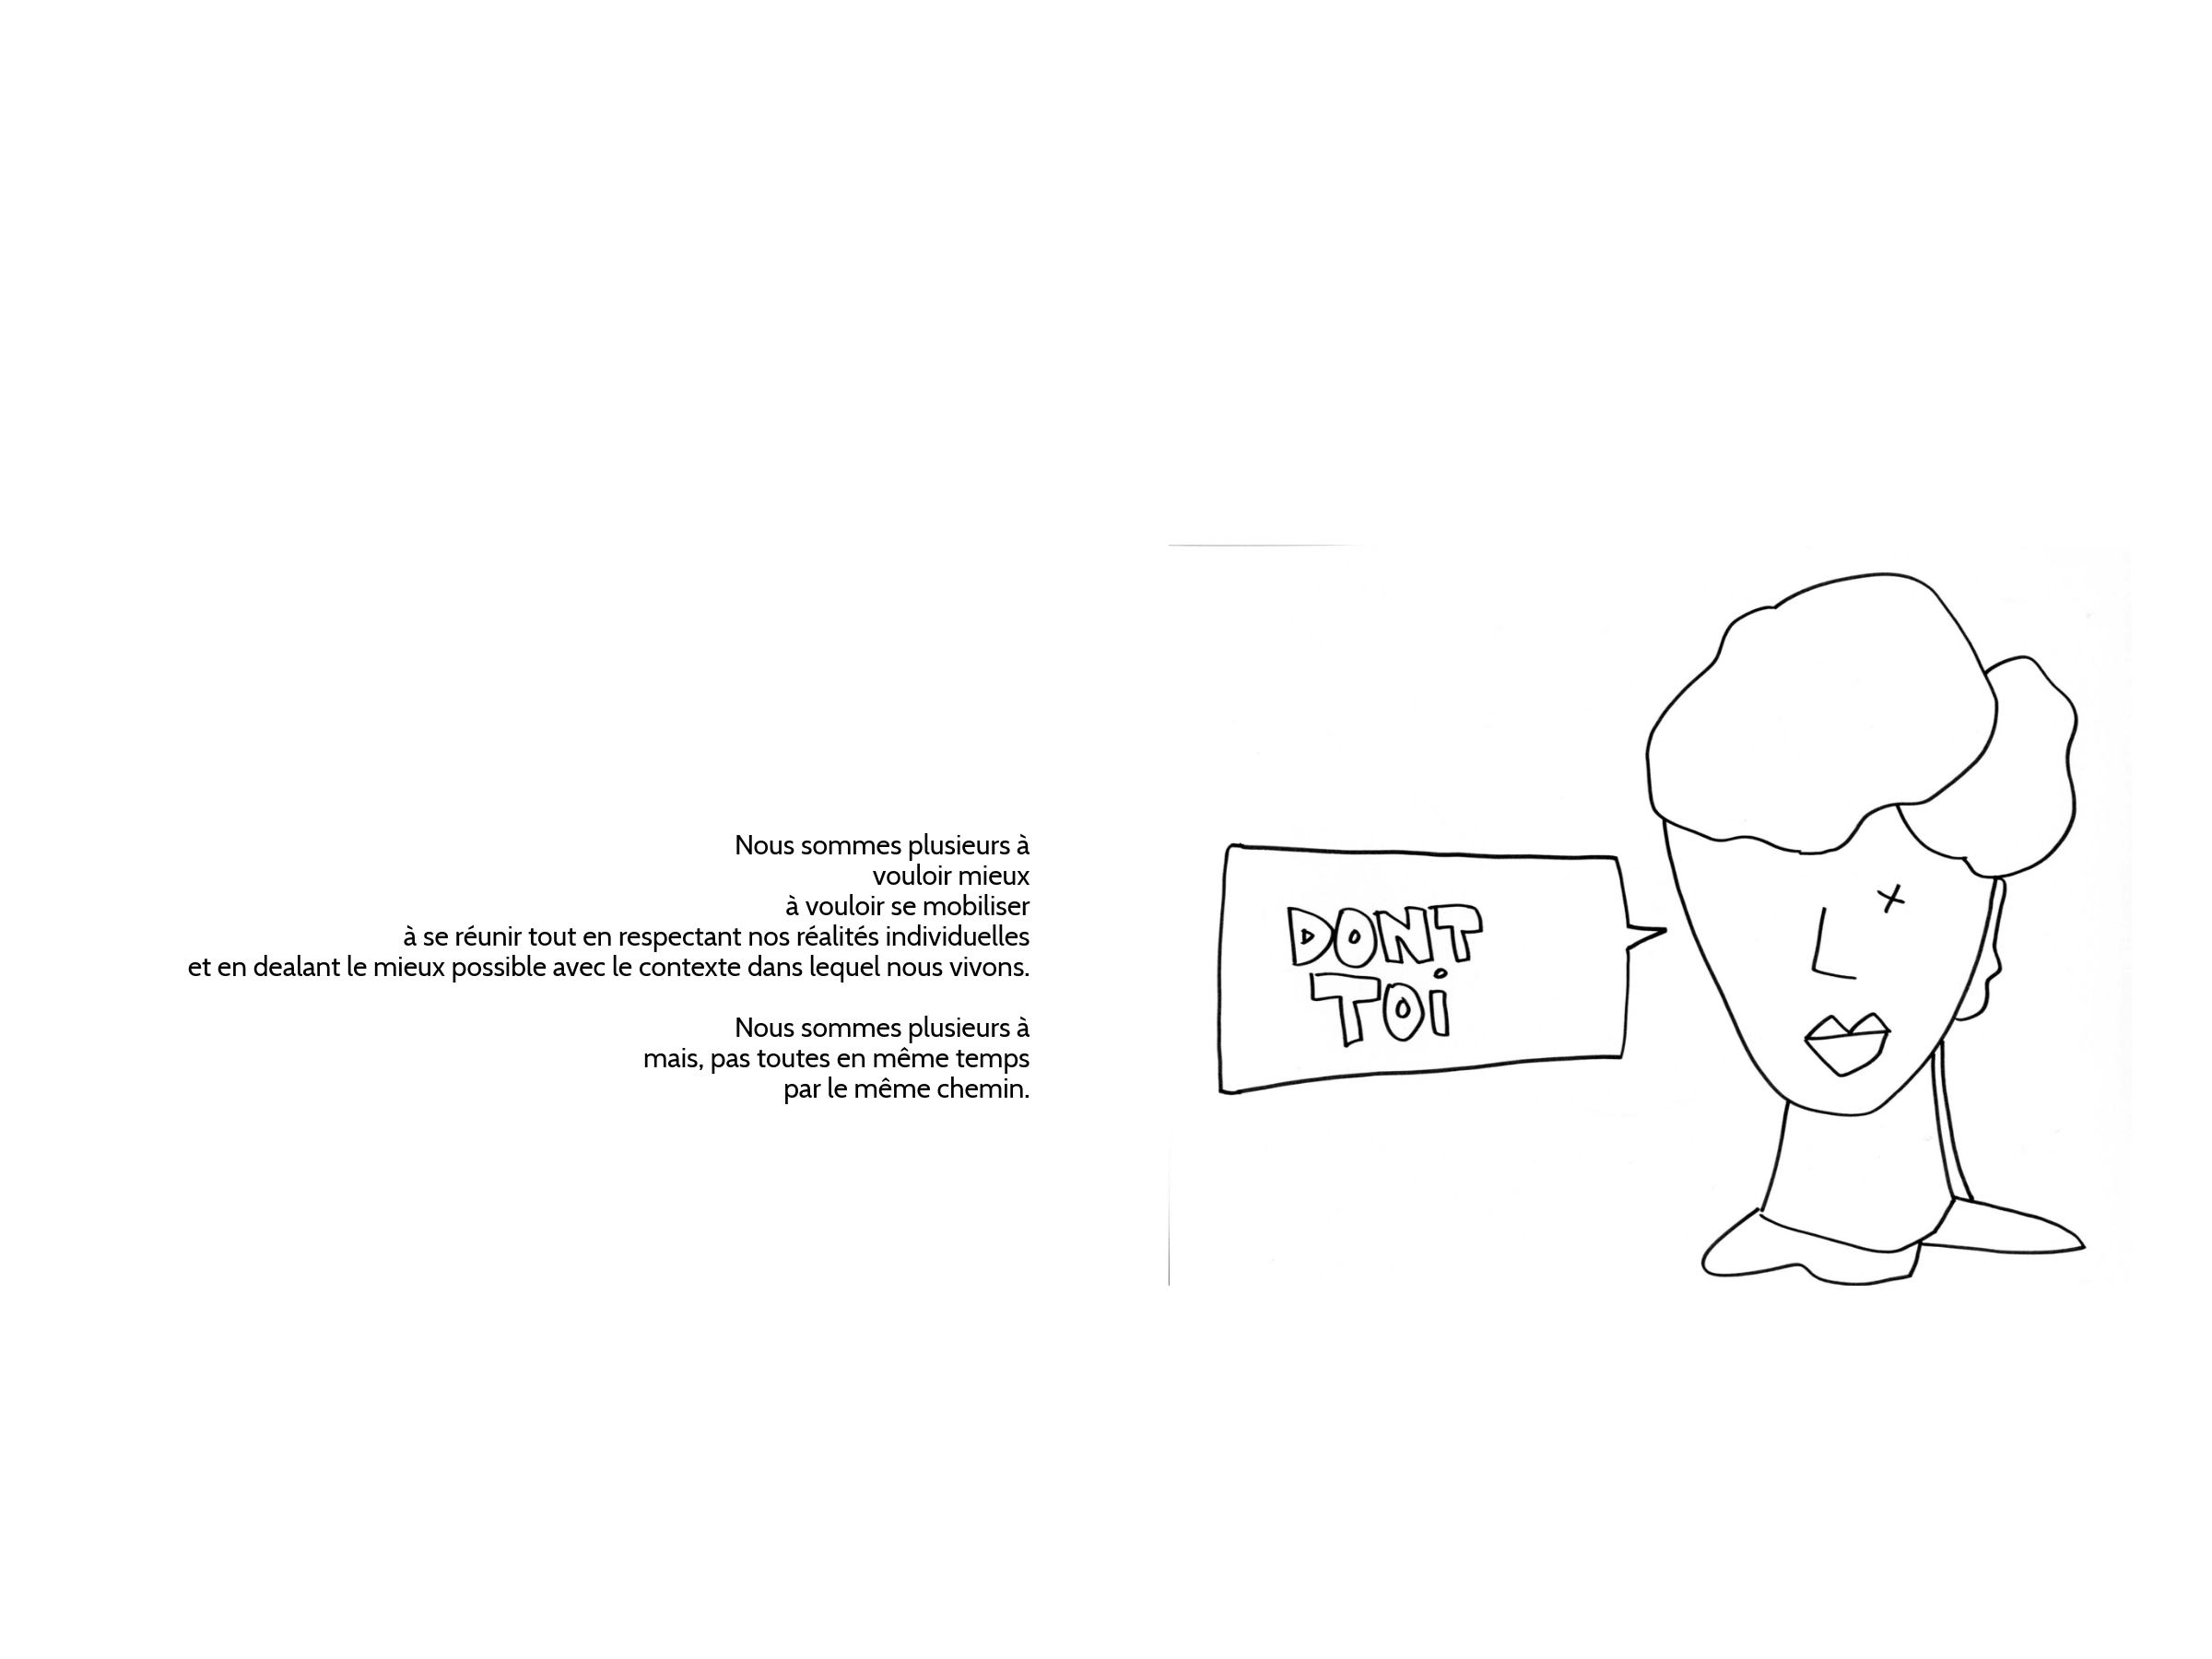 Nous sommes plusieurs à
vouloir mieux
à vouloir se mobiliser
à se réunir tout en respectant nos réalités individuelles
et en dealant le mieux possible avec le contexte dans lequel nous vivons.
Nous sommes plusieurs à
mais, pas toutes en même temps
par le même chemin.
DONT
TOi